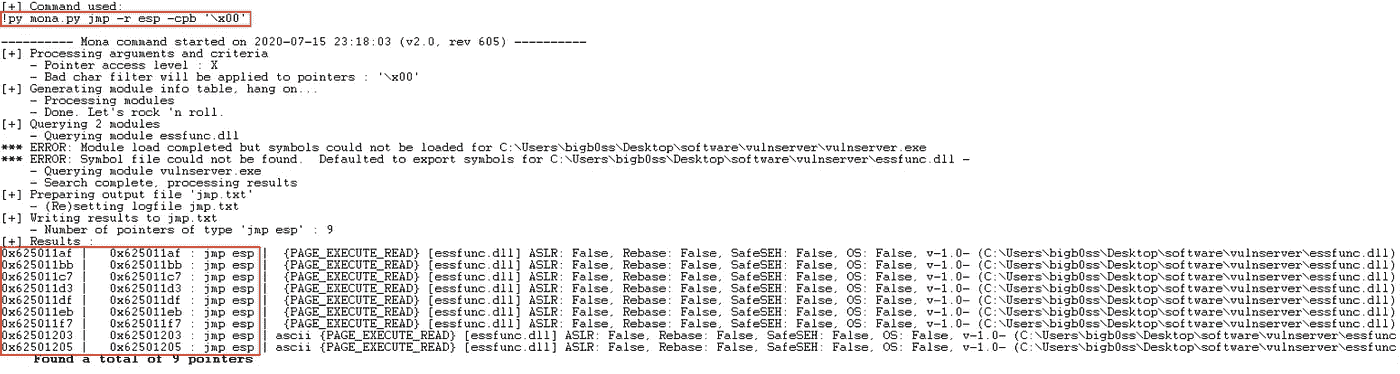 [+] Command used:
!py mona.py jmp -r esp -cpb '\x00'
---------- Mona command started on 2020-07-15 23:18:03 (v2.0, rev 605) ----------
[+] Processing arguments and criteria
- Pointer access level : X
- Bad char filter will be applied to pointers : '\x00'
[+] Generating module info table, hang on...
- Processing modules
- Done. Let's rock 'n roll.
[+] Querying 2 modules
- Querying module essfunc.dll
*** ERROR: Module load completed but symbols could not be loaded for C:\Users\bigb0ss\Desktop\software\vulnserver\vulnserver.exe
*** ERROR: Symbol file could not be found.  Defaulted to export symbols for C:\Users\bigb0ss\Desktop\software\vulnserver\essfunc.dll -
- Querying module vulnserver.exe
- Search complete, processing results
[+] Preparing output file 'jmp.txt'
- (Re)setting logfile jmp.txt
[+] Writing results to jmp.txt
- Number of pointers of type 'jmp esp' : 9
[+] Results :
0x625011af |   0x625011af : jmp esp |  {PAGE_EXECUTE_READ} [essfunc.dll] ASLR: False, Rebase: False, SafeSEH: False, OS: False, v-1.0- (C:\Users\bigb0ss\Desktop\software\vulnserver\essfunc.dll)
0x625011bb |   0x625011bb : jmp esp |  {PAGE_EXECUTE_READ} [essfunc.dll] ASLR: False, Rebase: False, SafeSEH: False, OS: False, v-1.0- (C:\Users\bigb0ss\Desktop\software\vulnserver\essfunc.dll)
0x625011c7 |   0x625011c7 : jmp esp |  {PAGE_EXECUTE_READ} [essfunc.dll] ASLR: False, Rebase: False, SafeSEH: False, OS: False, v-1.0- (C:\Users\bigb0ss\Desktop\software\vulnserver\essfunc.dll)
0x625011d3 |   0x625011d3 : jmp esp |  {PAGE_EXECUTE_READ} [essfunc.dll] ASLR: False, Rebase: False, SafeSEH: False, OS: False, v-1.0- (C:\Users\bigb0ss\Desktop\software\vulnserver\essfunc.dll)
0x625011df |   0x625011df : jmp esp |  {PAGE_EXECUTE_READ} [essfunc.dll] ASLR: False, Rebase: False, SafeSEH: False, OS: False, v-1.0- (C:\Users\bigb0ss\Desktop\software\vulnserver\essfunc.dll)
0x625011eb |   0x625011eb : jmp esp |  {PAGE_EXECUTE_READ} [essfunc.dll] ASLR: False, Rebase: False, SafeSEH: False, OS: False, v-1.0- (C:\Users\bigb0ss\Desktop\software\vulnserver\essfunc.dll)
0x625011f7 |   0x625011f7 : jmp esp |  {PAGE_EXECUTE_READ} [essfunc.dll] ASLR: False, Rebase: False, SafeSEH: False, OS: False, v-1.0- (C:\Users\bigb0ss\Desktop\software\vulnserver\essfunc.dll)
0x62501203 |   0x62501203 : jmp esp | ascii {PAGE_EXECUTE_READ} [essfunc.dll] ASLR: False, Rebase: False, SafeSEH: False, OS: False, v-1.0- (C:\Users\bigb0ss\Desktop\software\vulnserver\essfunc
0x62501205 |   0x62501205 : jmp esp | ascii {PAGE_EXECUTE_READ} [essfunc.dll] ASLR: False, Rebase: False, SafeSEH: False, OS: False, v-1.0- (C:\Users\bigb0ss\Desktop\software\vulnserver\essfunc
Found a total of 9 pointers